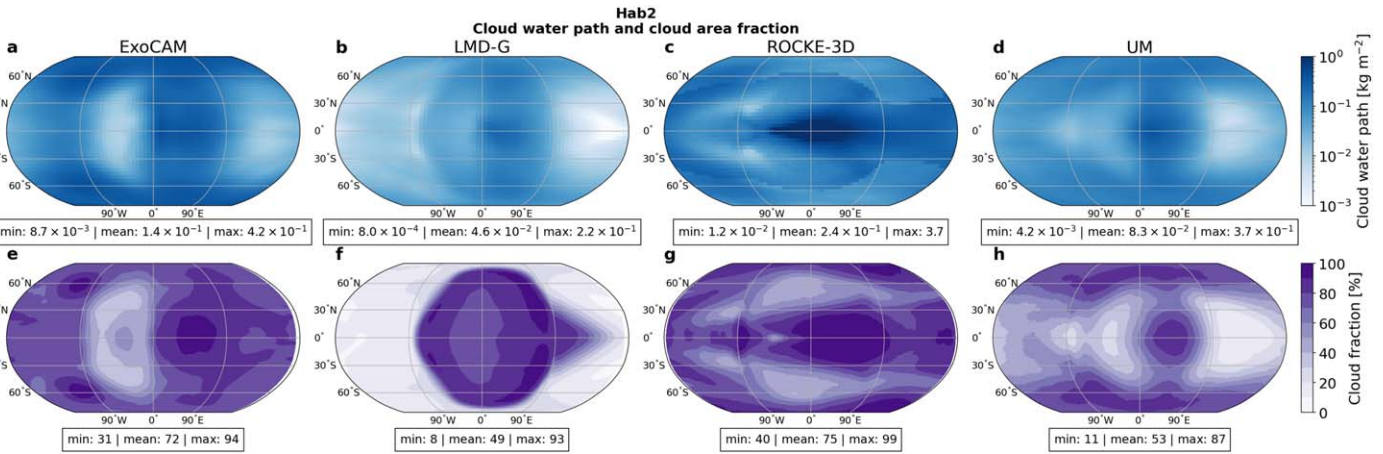 Hab2
Cloud water path and cloud area fraction
a ExoCAM b LMD-G c ROCKE-3D d UM
60°N 60°N 60°N 60°N 10⁰
30°N 30°N 30°N 10⁻¹
0° 0° 0° 0°
30°S 30°S 30°S 10⁻²
60°S 60°S 60°S 60°S
90°W 0° 90°E 90°W 0° 90°E 90°W 0° 90°E 90°W 0° 90°E 10⁻³
Cloud water path [kg m⁻²]
min: 8.7 × 10⁻³ | mean: 1.4 × 10⁻¹ | max: 4.2 × 10⁻¹
min: 8.0 × 10⁻⁴ | mean: 4.6 × 10⁻² | max: 2.2 × 10⁻¹
min: 1.2 × 10⁻² | mean: 2.4 × 10⁻¹ | max: 3.7
min: 4.2 × 10⁻³ | mean: 8.3 × 10⁻² | max: 3.7 × 10⁻¹
e f g h
60°N 60°N 60°N 60°N 100
30°N 30°N 30°N 80
0° 0° 0° 0° 60
30°S 30°S 30°S 40
60°S 60°S 60°S 60°S 20
90°W 0° 90°E 90°W 0° 90°E 90°W 0° 90°E 90°W 0° 90°E 0
Cloud fraction [%]
min: 31 | mean: 72 | max: 94
min: 8 | mean: 49 | max: 93
min: 40 | mean: 75 | max: 99
min: 11 | mean: 53 | max: 87